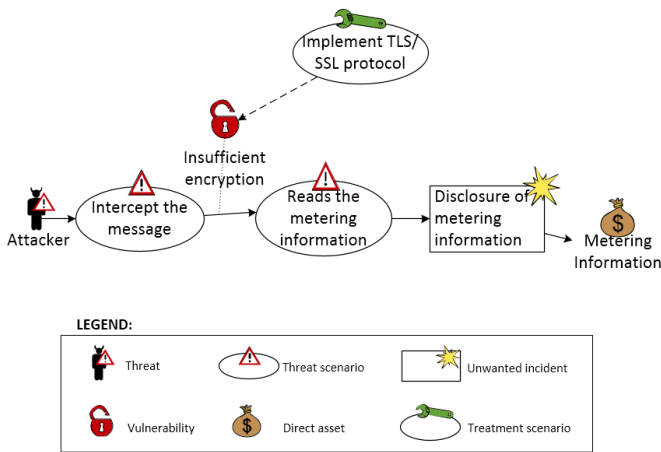 Implement TLS/
SSL protocol
Insufficient
encryption
Attacker
Intercept the
message
Reads the
metering
information
Disclosure of
metering
information
Metering
Information
LEGEND:
Threat
Threat scenario
Unwanted incident
Vulnerability
Direct asset
Treatment scenario